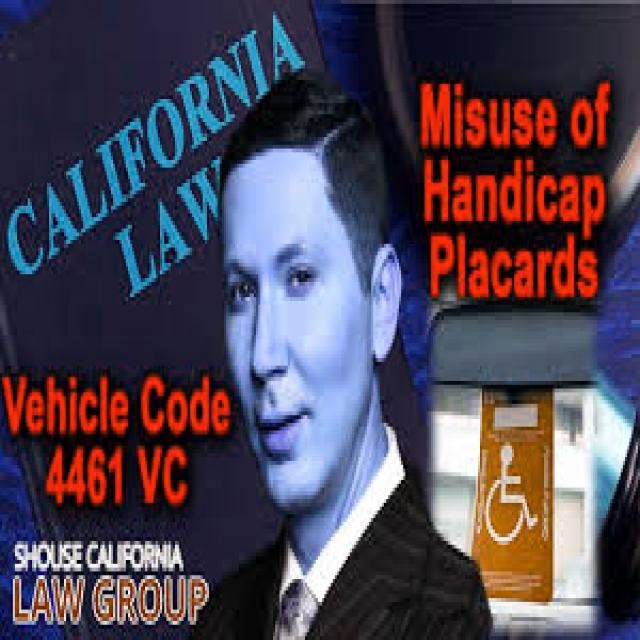 CALIFORNIA
LAW
Misuse of
Handicap
Placards
Vehicle Code
4461 VC
SHOUSE CALIFORNIA
LAW GROUP